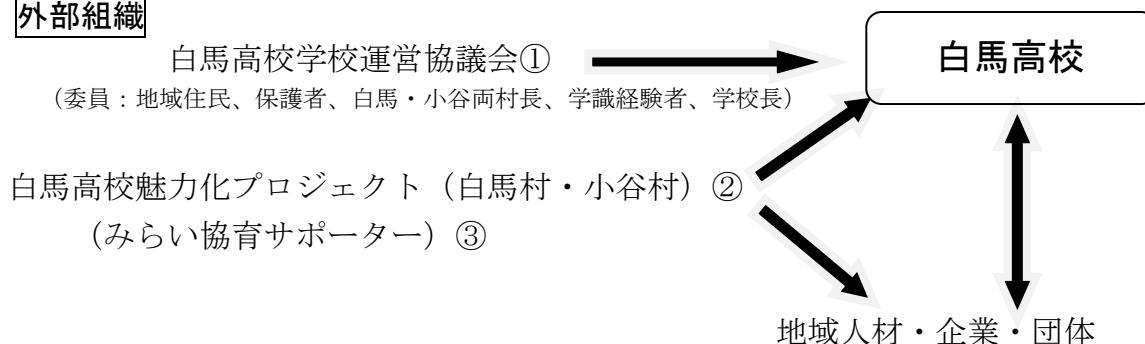 外部組織
白馬高校学校運営協議会①
（委員：地域住民、保護者、白馬・小谷両村長、学識経験者、学校長）
白馬高校
白馬高校魅力化プロジェクト（白馬村・小谷村）②
（みらい協育サポーター）③
地域人材・企業・団体